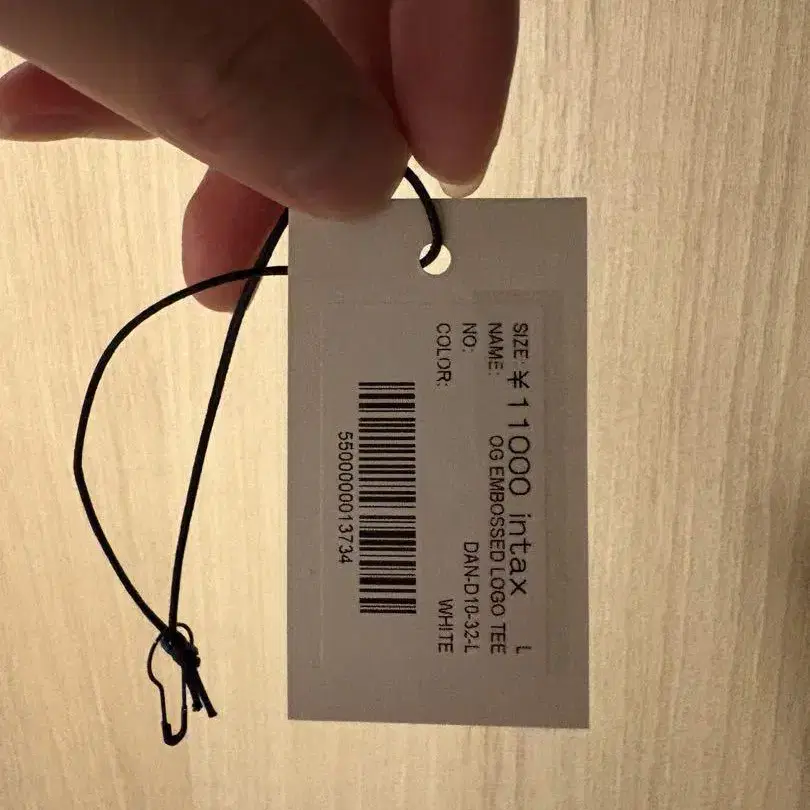 ¥11000 intax
SIZE: L
NAME: OG EMBOSSED LOGO TEE
NO: DAN-D10-32-L
COLOR: WHITE
5500000013734